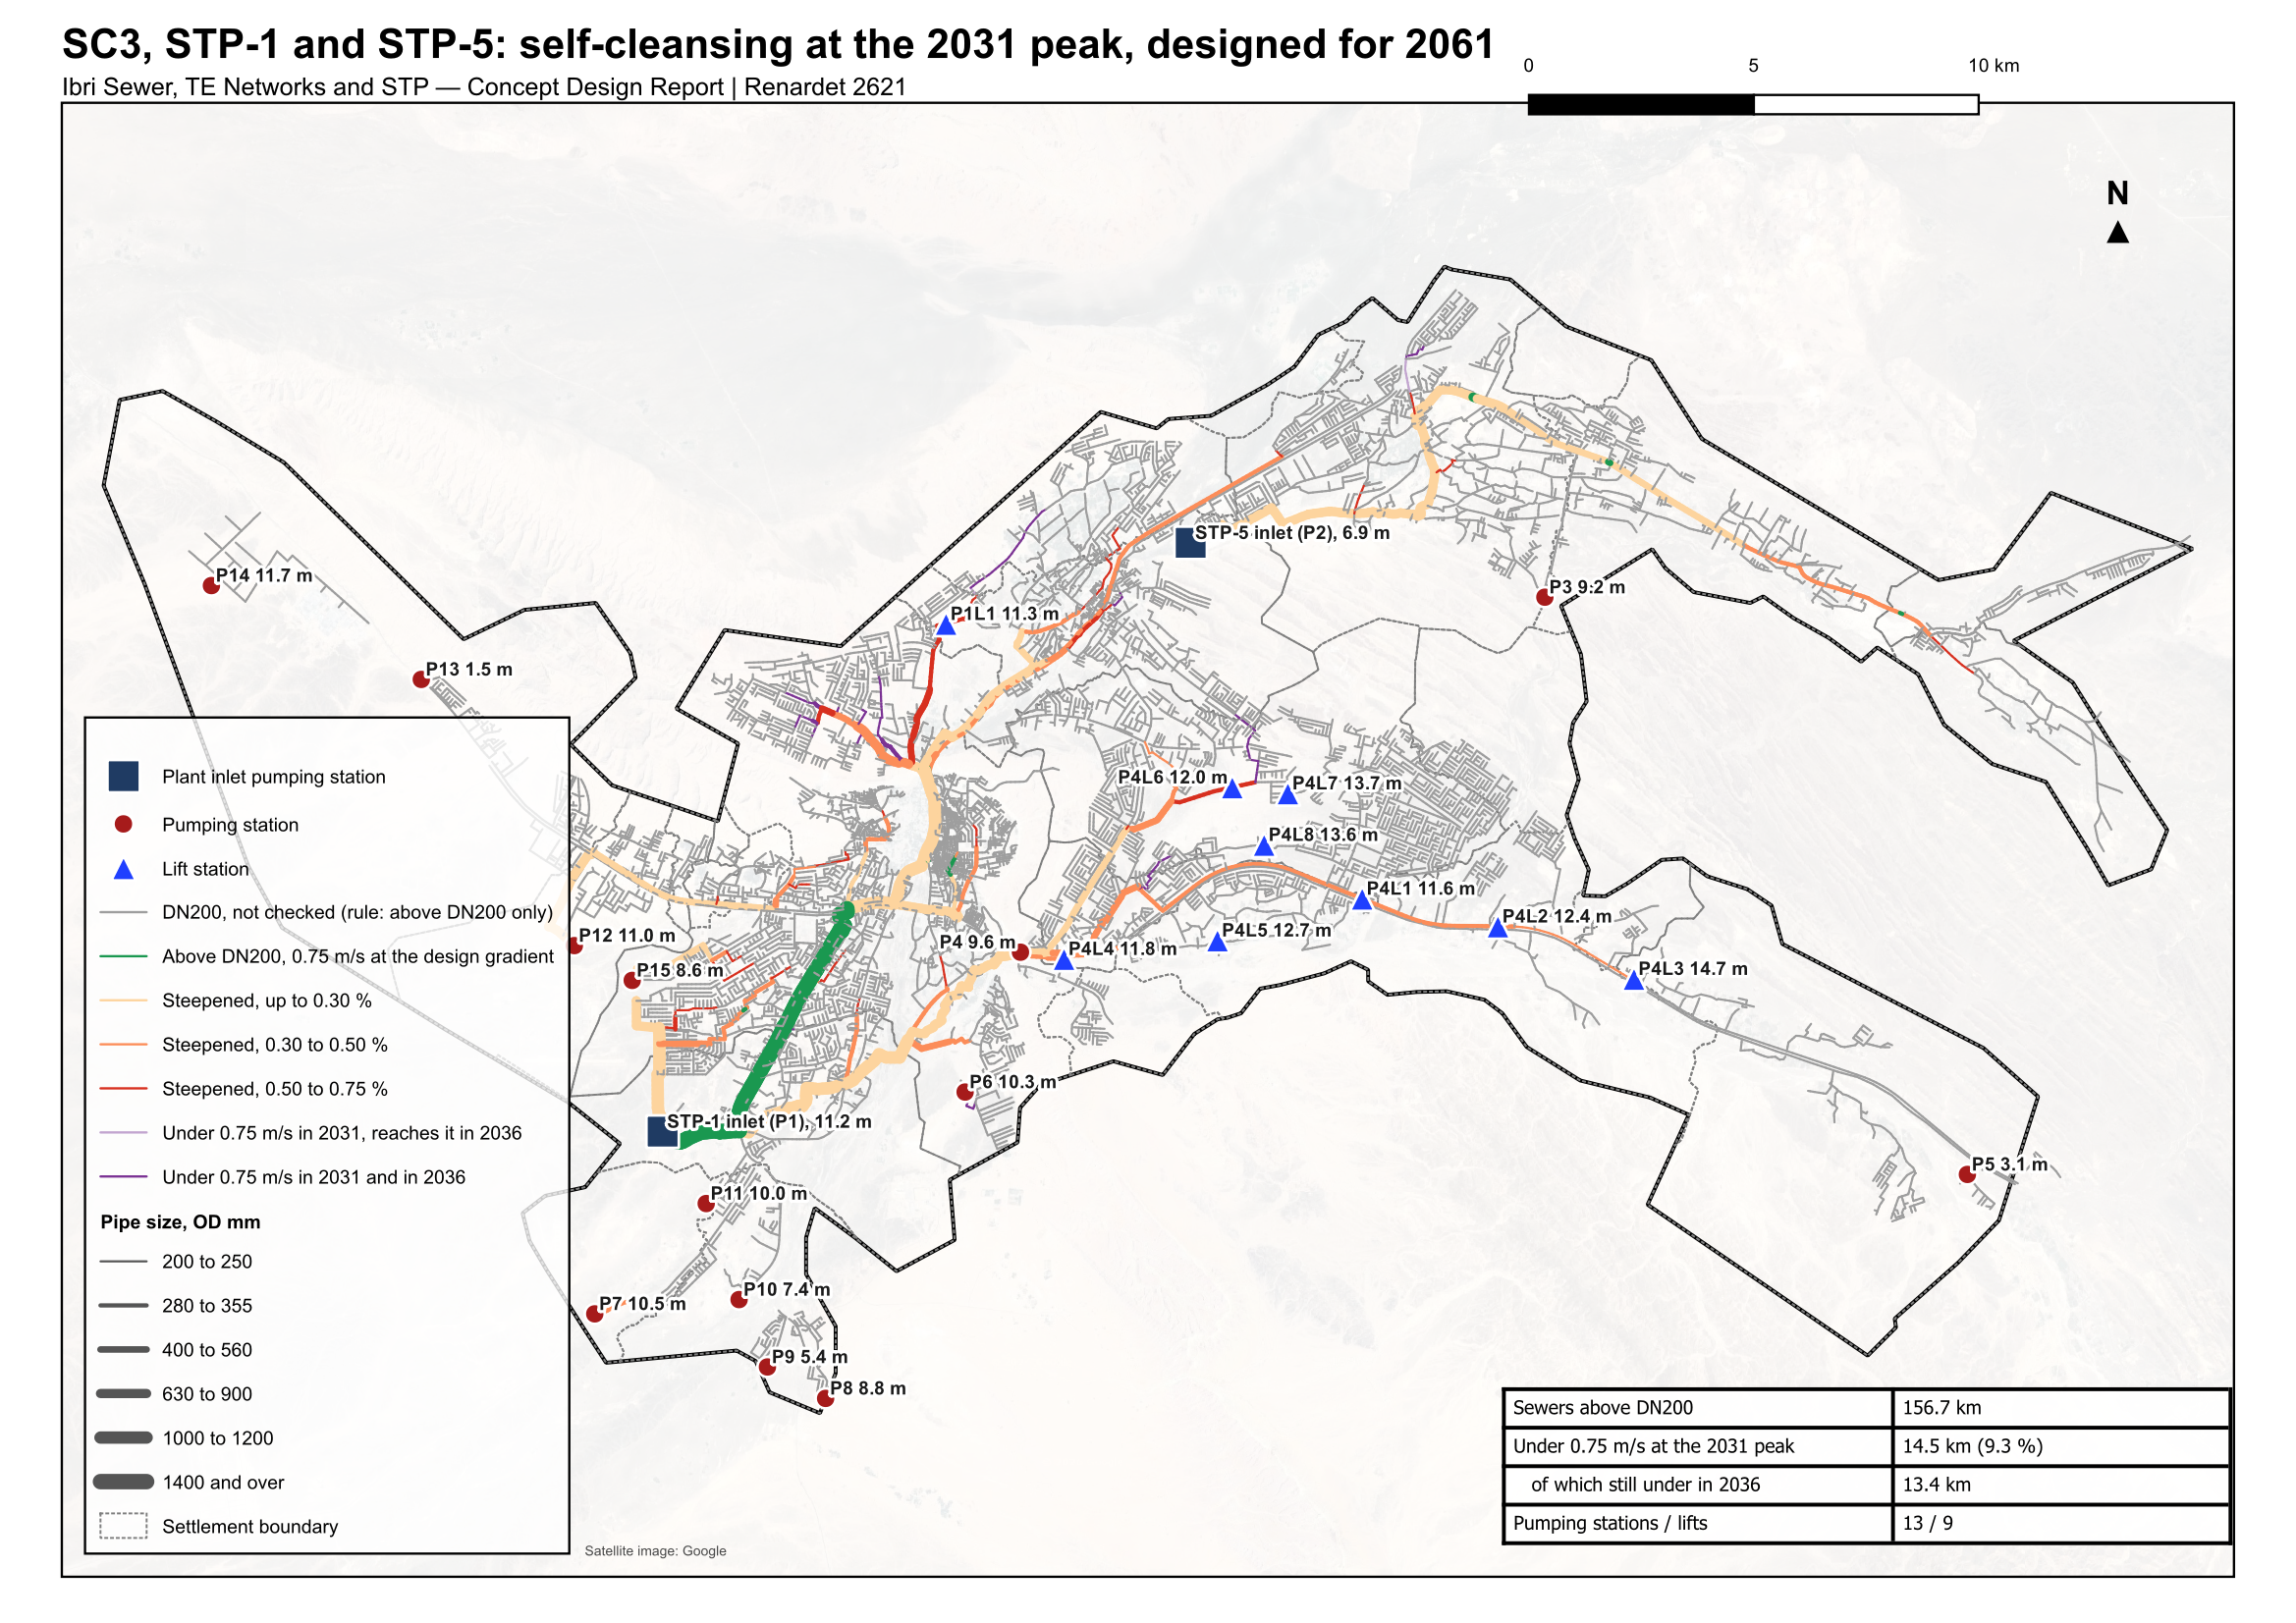 SC3, STP-1 and STP-5: self-cleansing at the 2031 peak, designed for 2061
Ibri Sewer, TE Networks and STP — Concept Design Report | Renardet 2621
0 5 10 km
N
STP-5 inlet (P2), 6.9 m
P14 11.7 m
P3 9.2 m
P1L1 11.3 m
P13 1.5 m
P4L6 12.0 m
P4L7 13.7 m
P4L8 13.6 m
P4L1 11.6 m
P4L2 12.4 m
P4L5 12.7 m
P12 11.0 m
P4 9.6 m
P4L4 11.8 m
P15 8.6 m
P4L3 14.7 m
P6 10.3 m
STP-1 inlet (P1), 11.2 m
P5 3.1 m
P11 10.0 m
P10 7.4 m
P7 10.5 m
P9 5.4 m
P8 8.8 m
Plant inlet pumping station
Pumping station
Lift station
DN200, not checked (rule: above DN200 only)
Above DN200, 0.75 m/s at the design gradient
Steepened, up to 0.30 %
Steepened, 0.30 to 0.50 %
Steepened, 0.50 to 0.75 %
Under 0.75 m/s in 2031, reaches it in 2036
Under 0.75 m/s in 2031 and in 2036
Pipe size, OD mm
200 to 250
280 to 355
400 to 560
630 to 900
1000 to 1200
1400 and over
Settlement boundary
Satellite image: Google
Sewers above DN200 156.7 km
Under 0.75 m/s at the 2031 peak 14.5 km (9.3 %)
of which still under in 2036 13.4 km
Pumping stations / lifts 13 / 9